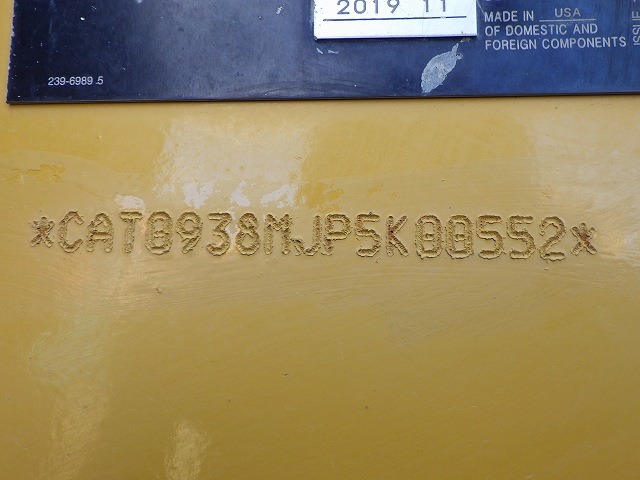 2019 11
MADE IN USA
OF DOMESTIC AND
FOREIGN COMPONENTS
239-6989 5
*CAT0938MJP5K00552*